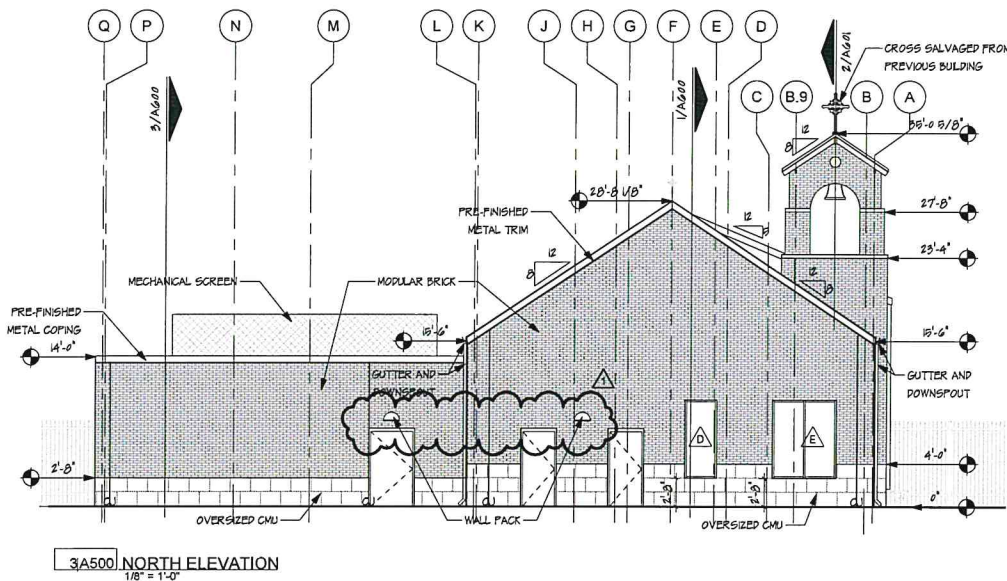 Q P N M L K J H G F E D
C B.9 B A
3/A600
1/A600
2/A601
CROSS SALVAGED FROM
PREVIOUS BUILDING
12
8
35'-0 5/8"
28'-8 1/8"
27'-8"
PRE-FINISHED
METAL TRIM
12
23'-4"
12
8
12
8
MECHANICAL SCREEN
MODULAR BRICK
PRE-FINISHED
METAL COPING
14'-0"
15'-6"
15'-6"
GUTTER AND
DOWNSPOUT
GUTTER AND
DOWNSPOUT
1
D
E
2'-8"
4'-0"
2'-8"
2'-8"
0"
OVERSIZED CMU
WALL PACK
OVERSIZED CMU
3/A500 NORTH ELEVATION
1/8" = 1'-0"